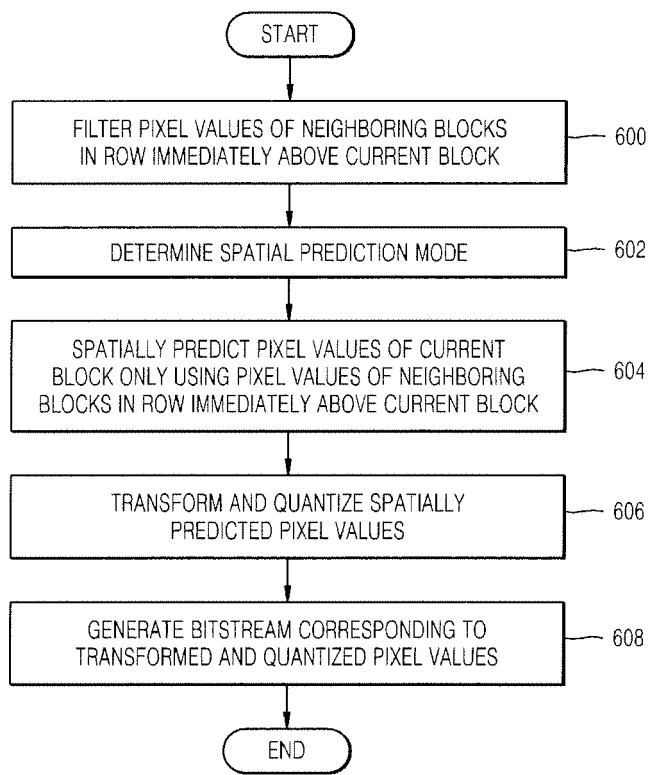 START
FILTER PIXEL VALUES OF NEIGHBORING BLOCKS
IN ROW IMMEDIATELY ABOVE CURRENT BLOCK
600
DETERMINE SPATIAL PREDICTION MODE
602
SPATIALLY PREDICT PIXEL VALUES OF CURRENT
BLOCK ONLY USING PIXEL VALUES OF NEIGHBORING
BLOCKS IN ROW IMMEDIATELY ABOVE CURRENT BLOCK
604
TRANSFORM AND QUANTIZE SPATIALLY
PREDICTED PIXEL VALUES
606
GENERATE BITSTREAM CORRESPONDING TO
TRANSFORMED AND QUANTIZED PIXEL VALUES
608
END